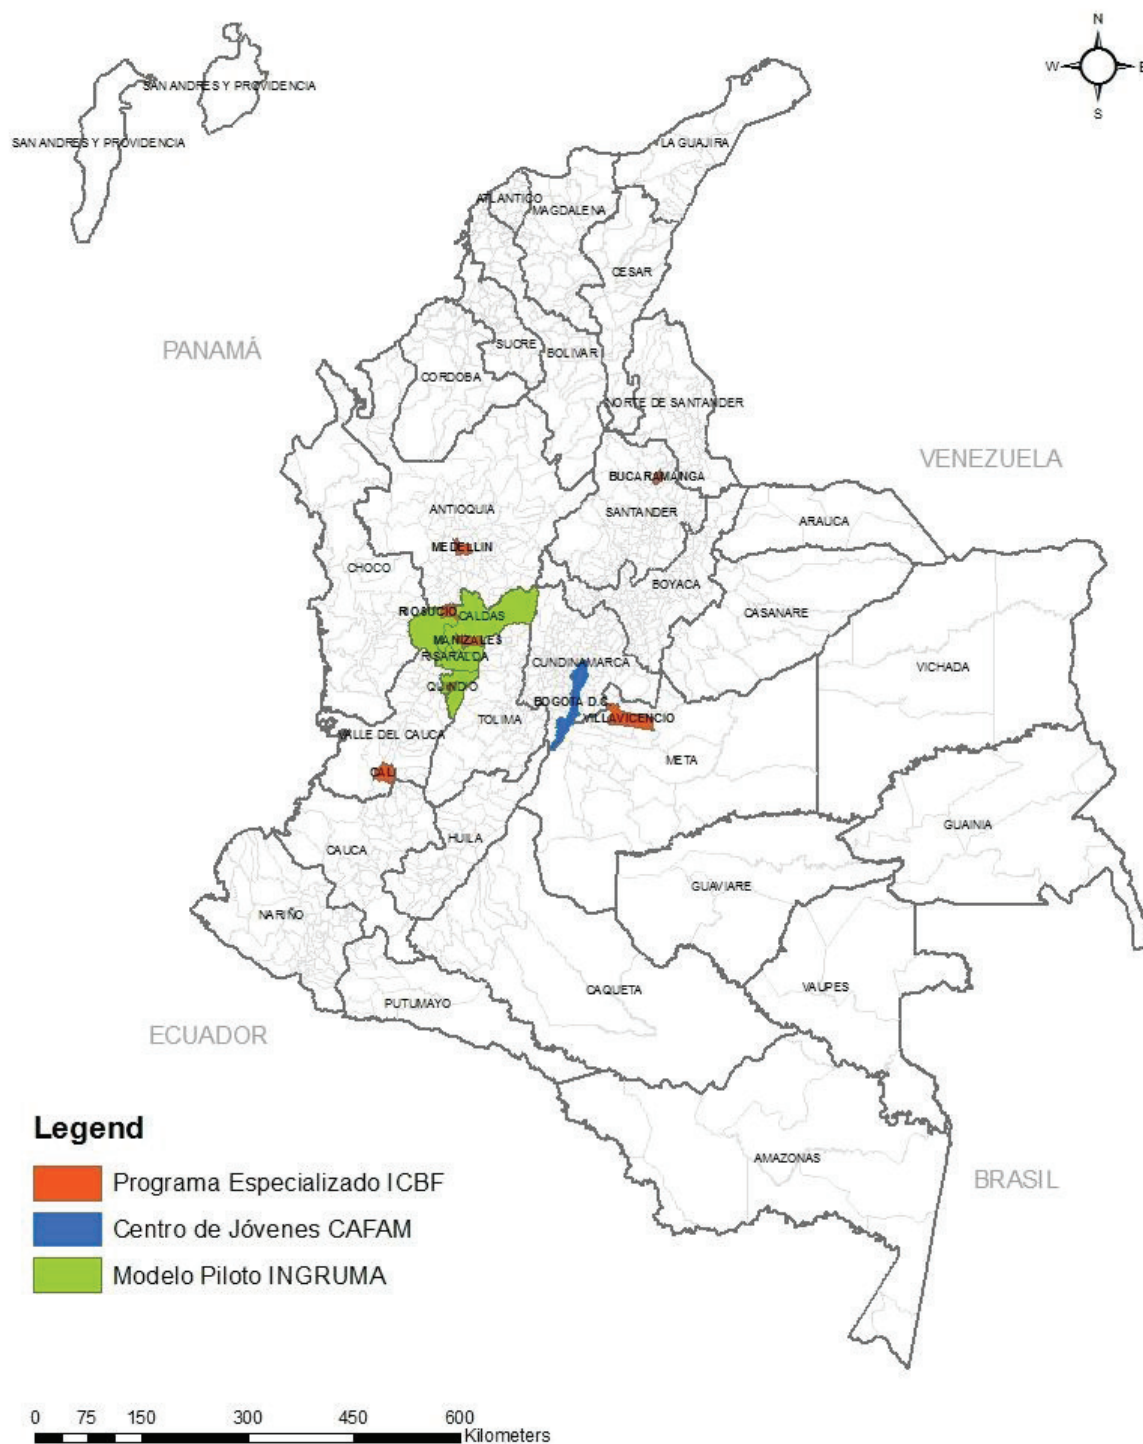 N
W
E
S
SAN ANDRES Y PROVIDENCIA
SAN ANDRES Y PROVIDENCIA
LA GUAJIRA
ATLANTICO
MAGDALENA
CESAR
PANAMÁ
SUCRE
BOLIVAR
CORDOBA
NORTE DE SANTANDER
VENEZUELA
BUCARAMANGA
ANTIOQUIA
SANTANDER
ARAUCA
MEDELLIN
CHOCO
BOYACA
CASANARE
RIOSUCIO
CALDAS
MANIZALES
RISARALDA
CUNDINAMARCA
VICHADA
QUINDIO
BOGOTA D.C.
VILLAVICENCIO
TOLIMA
VALLE DEL CAUCA
META
CALI
GUAINIA
HUILA
CAUCA
GUAVIARE
NARIÑO
VAUPES
CAQUETA
PUTUMAYO
ECUADOR
AMAZONAS
BRASIL
Legend
Programa Especializado ICBF
Centro de Jóvenes CAFAM
Modelo Piloto INGRUMA
0 75 150 300 450 600
Kilometers